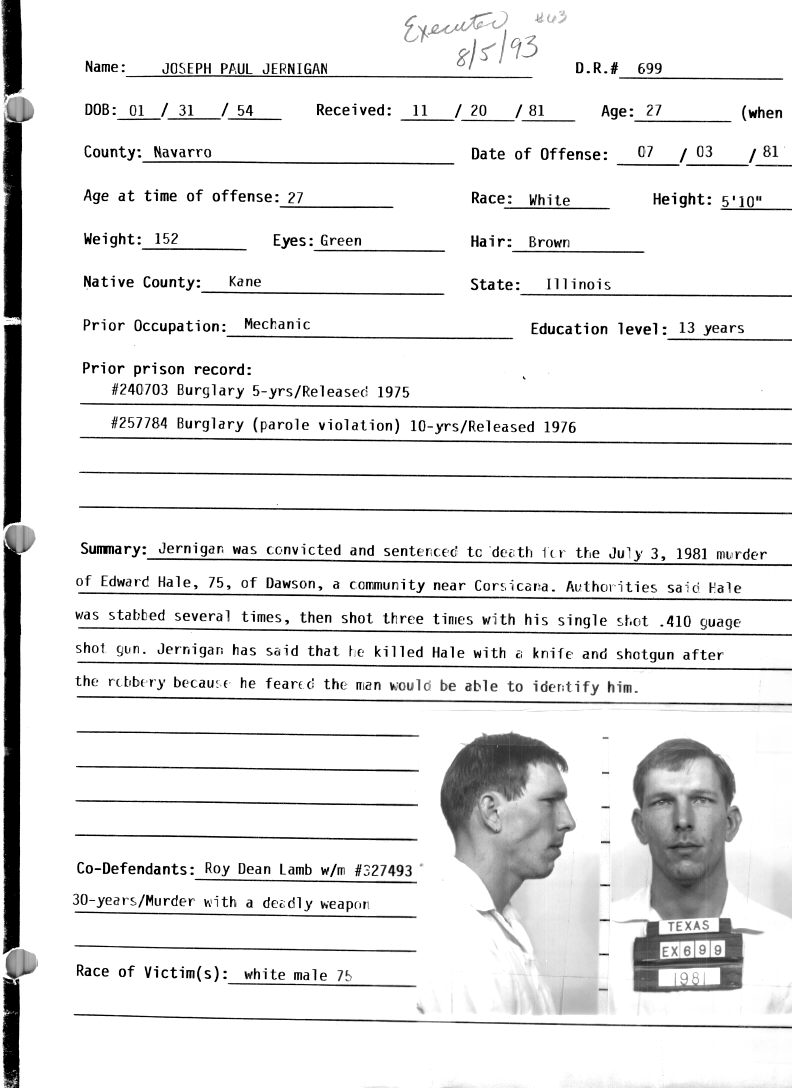 Executed #63
8/5/93
Name: JOSEPH PAUL JERNIGAN D.R.# 699
DOB: 01 / 31 / 54 Received: 11 / 20 / 81 Age: 27 (when
County: Navarro Date of Offense: 07 / 03 / 81
Age at time of offense: 27 Race: White Height: 5'10"
Weight: 152 Eyes: Green Hair: Brown
Native County: Kane State: Illinois
Prior Occupation: Mechanic Education level: 13 years
Prior prison record:
#240703 Burglary 5-yrs/Released 1975
#257784 Burglary (parole violation) 10-yrs/Released 1976
Summary: Jernigan was convicted and sentenced to death for the July 3, 1981 murder
of Edward Hale, 75, of Dawson, a community near Corsicana. Authorities said Hale
was stabbed several times, then shot three times with his single shot .410 guage
shot gun. Jernigan has said that he killed Hale with a knife and shotgun after
the robbery because he feared the man would be able to identify him.
Co-Defendants: Roy Dean Lamb w/m #327493
30-years/Murder with a deadly weapon
Race of Victim(s): white male 75
TEXAS
EX 699
1981